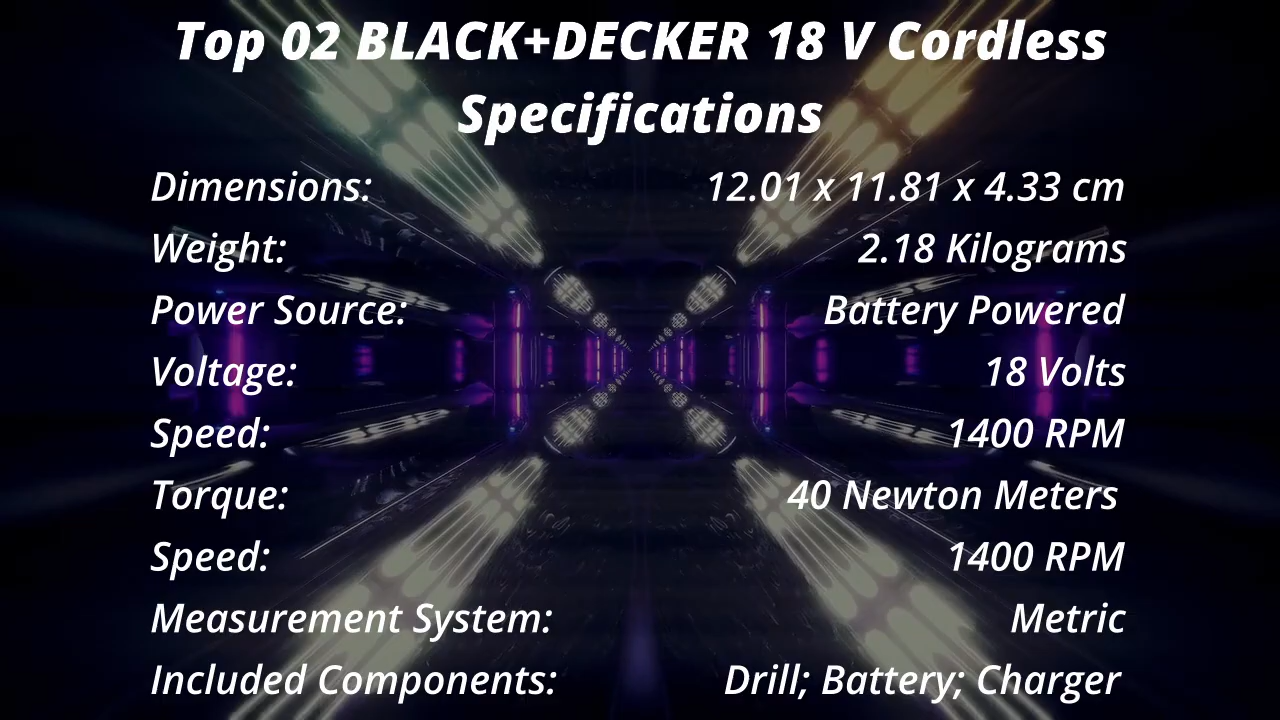 Top 02 BLACK+DECKER 18 V Cordless
Specifications
Dimensions: 12.01 x 11.81 x 4.33 cm
Weight: 2.18 Kilograms
Power Source: Battery Powered
Voltage: 18 Volts
Speed: 1400 RPM
Torque: 40 Newton Meters
Speed: 1400 RPM
Measurement System: Metric
Included Components: Drill; Battery; Charger